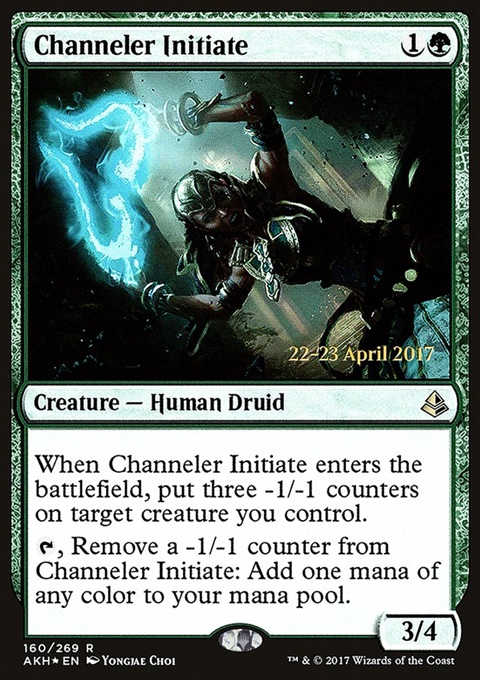 Channeler Initiate 1
22-23 April 2017
Creature — Human Druid
When Channeler Initiate enters the
battlefield, put three -1/-1 counters
on target creature you control.
, Remove a -1/-1 counter from
Channeler Initiate: Add one mana of
any color to your mana pool.
3/4
160/269 R
AKH★EN Yongjae Choi
™ & © 2017 Wizards of the Coast